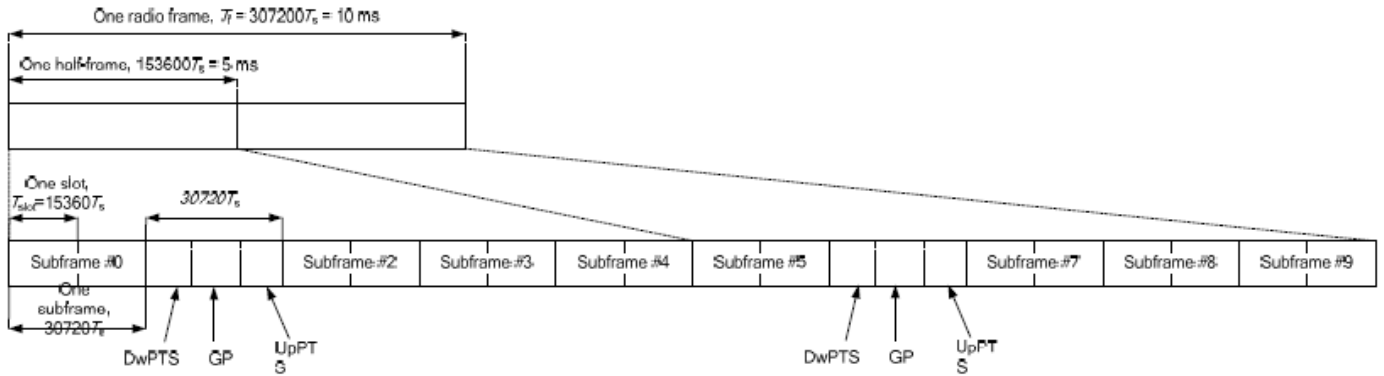 One radio frame, Tf = 307200Ts = 10 ms
One half-frame, 153600Ts = 5 ms
One slot,
Tslot=15360Ts
30720Ts
Subframe #0
Subframe #2
Subframe #3
Subframe #4
Subframe #5
Subframe #7
Subframe #8
Subframe #9
One
subframe,
30720Ts
DwPTS
GP
UpPT
S
DwPTS
GP
UpPT
S